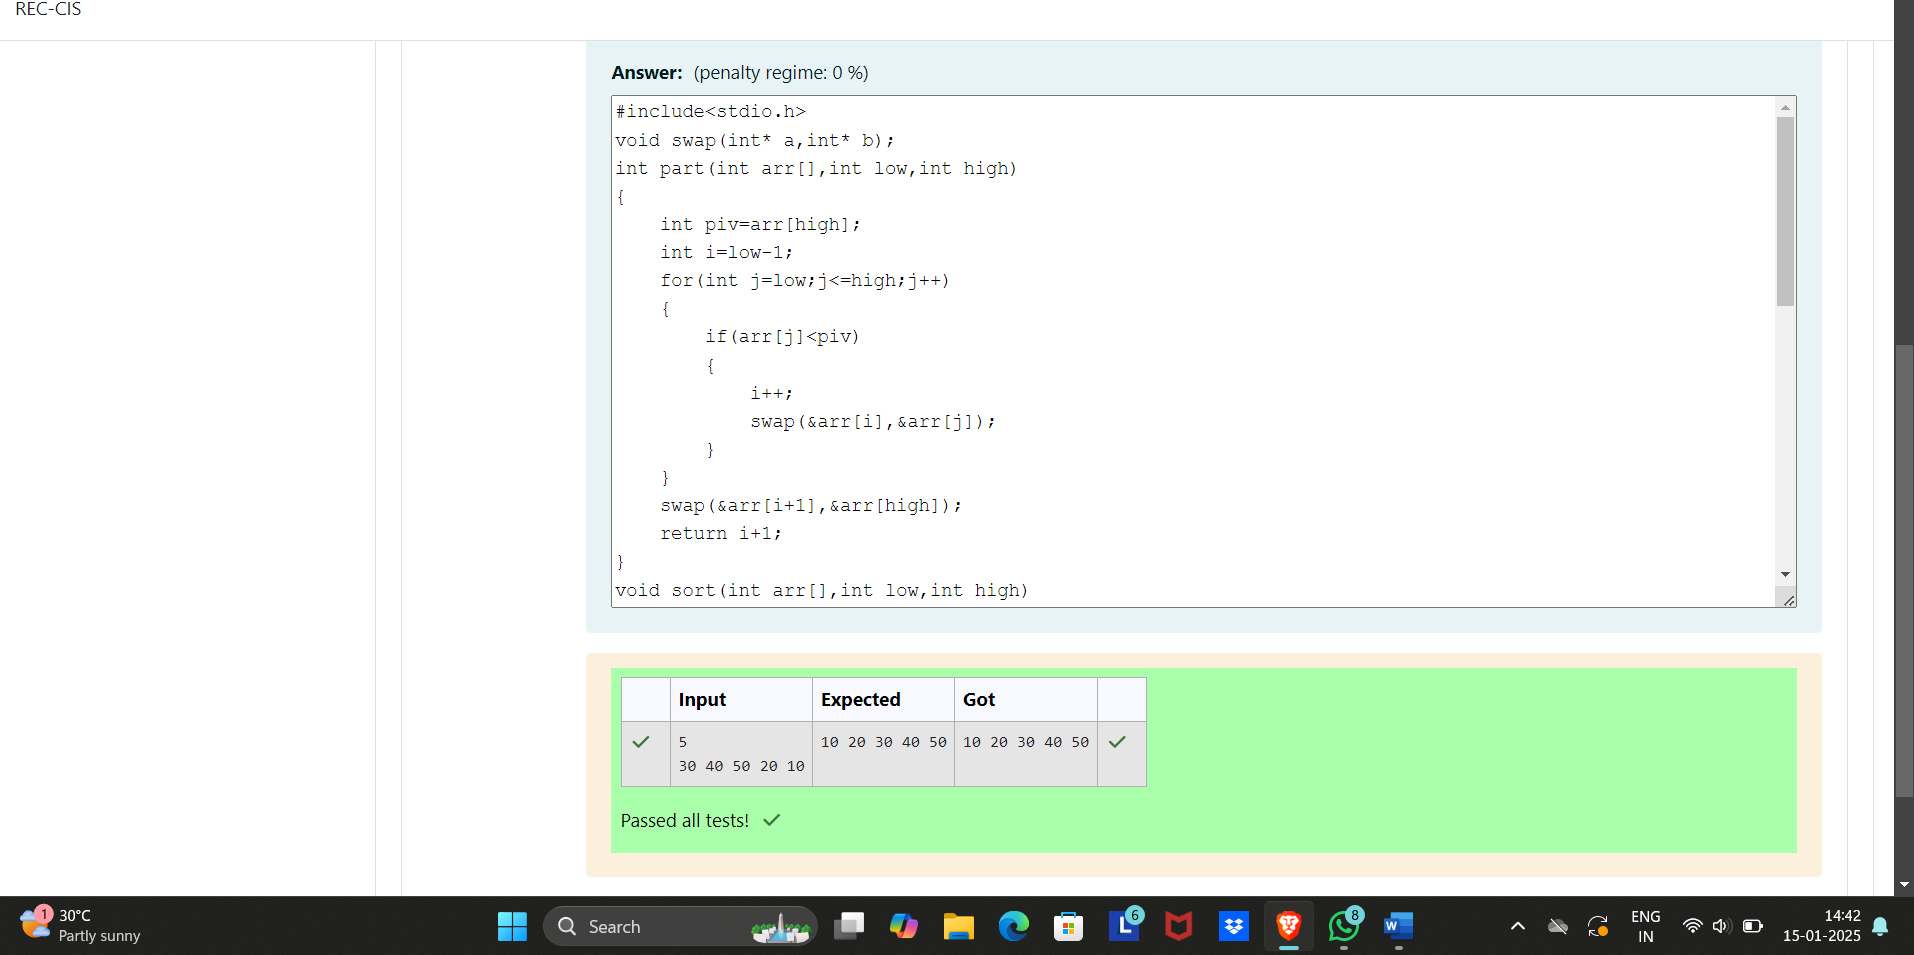 REC-CIS
Answer: (penalty regime: 0 %)
#include<stdio.h>
void swap(int* a,int* b);
int part(int arr[],int low,int high)
{
    int piv=arr[high];
    int i=low-1;
    for(int j=low;j<=high;j++)
    {
        if(arr[j]<piv)
        {
            i++;
            swap(&arr[i],&arr[j]);
        }
    }
    swap(&arr[i+1],&arr[high]);
    return i+1;
}
void sort(int arr[],int low,int high)
Input Expected Got
5 10 20 30 40 50 10 20 30 40 50
30 40 50 20 10
Passed all tests!
1 30°C
Partly sunny
Search
L 6
8
W
ENG
IN
14:42
15-01-2025